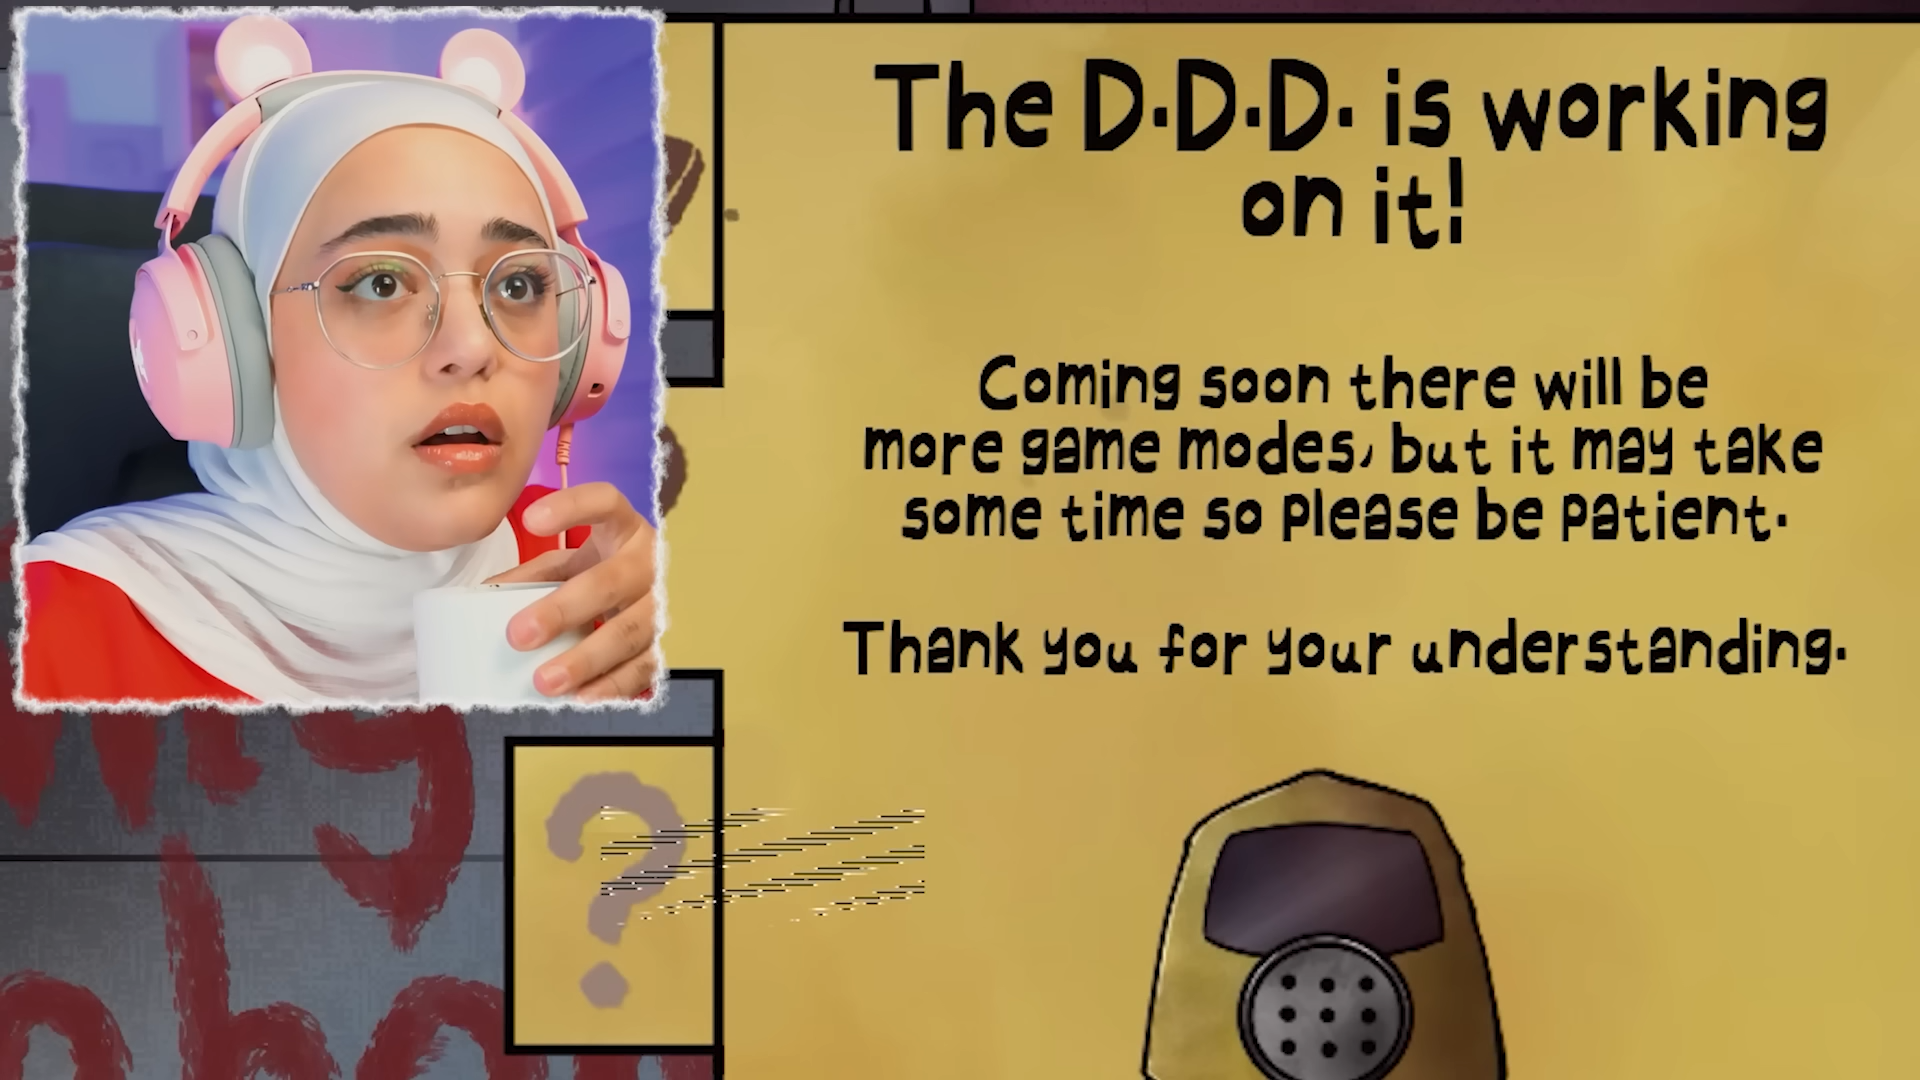 The D.D.D. is working
on it!
Coming soon there will be
more game modes, but it may take
some time so please be patient.
Thank you for your understanding.
?